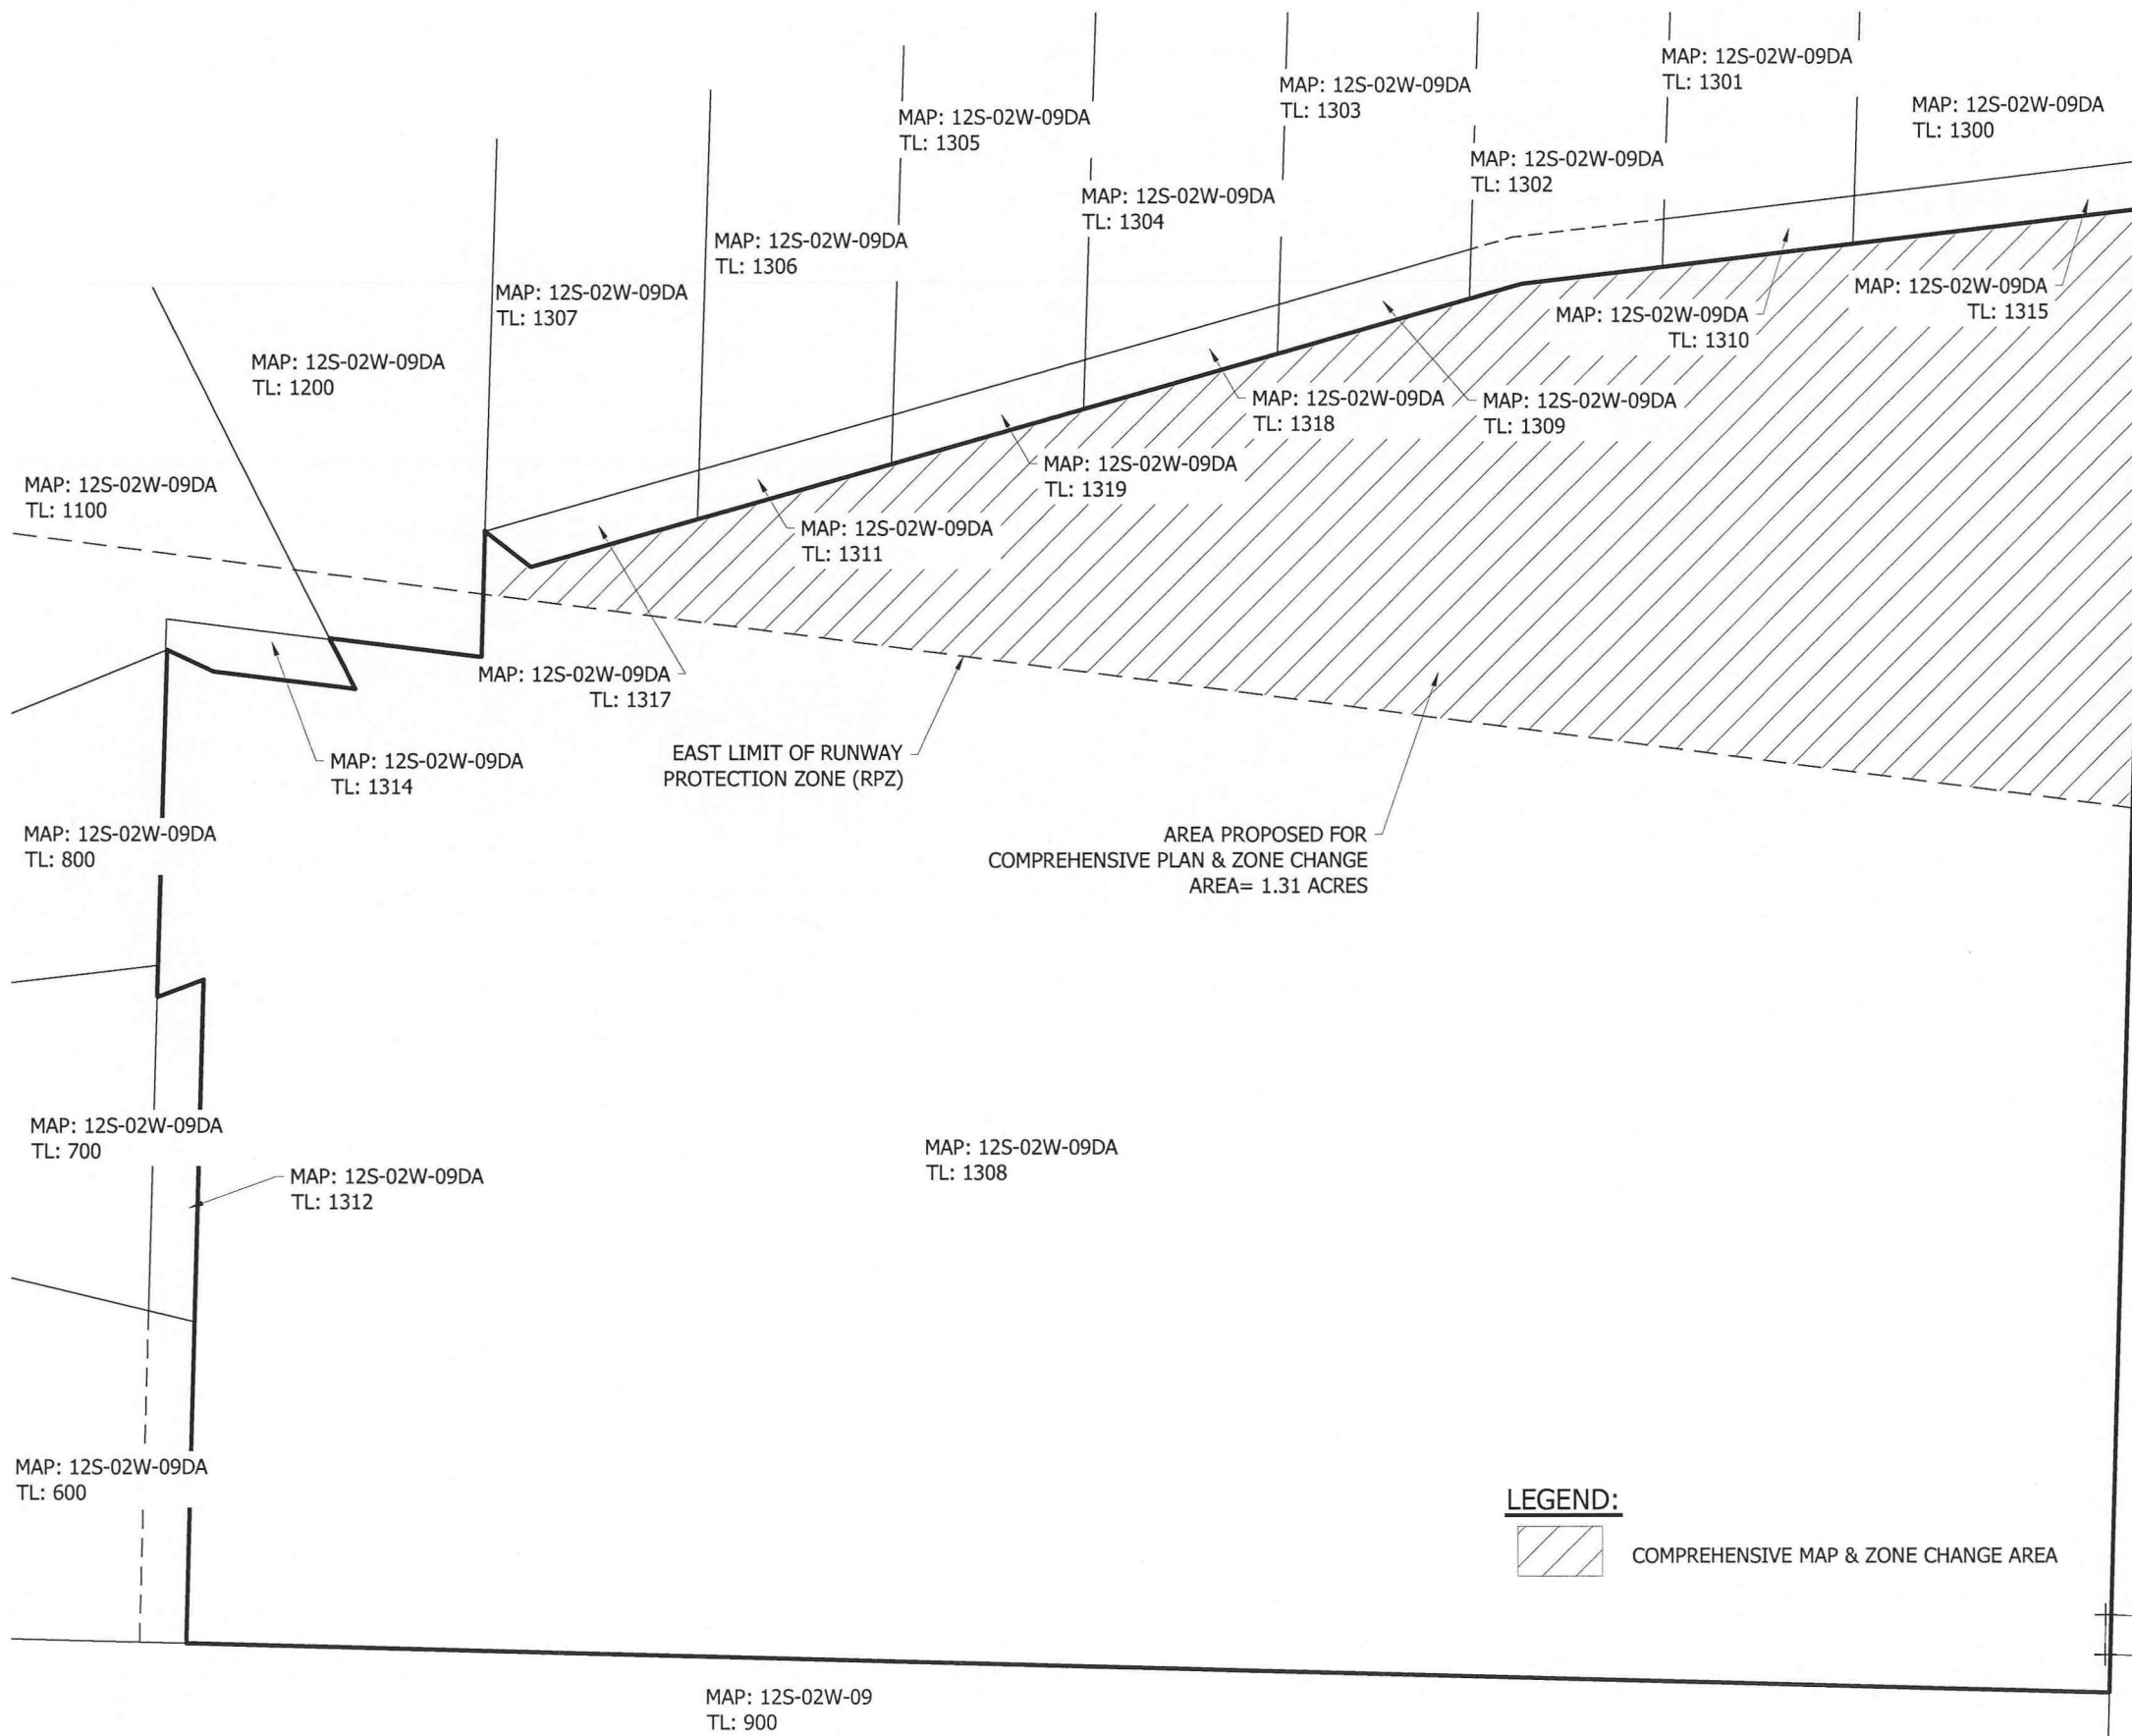 MAP: 12S-02W-09DA
TL: 1301
MAP: 12S-02W-09DA
TL: 1303
MAP: 12S-02W-09DA
TL: 1300
MAP: 12S-02W-09DA
TL: 1305
MAP: 12S-02W-09DA
TL: 1302
MAP: 12S-02W-09DA
TL: 1304
MAP: 12S-02W-09DA
TL: 1306
MAP: 12S-02W-09DA
TL: 1307
MAP: 12S-02W-09DA
TL: 1315
MAP: 12S-02W-09DA
TL: 1310
MAP: 12S-02W-09DA
TL: 1200
MAP: 12S-02W-09DA
TL: 1318
MAP: 12S-02W-09DA
TL: 1309
MAP: 12S-02W-09DA
TL: 1319
MAP: 12S-02W-09DA
TL: 1100
MAP: 12S-02W-09DA
TL: 1311
MAP: 12S-02W-09DA
TL: 1317
EAST LIMIT OF RUNWAY
PROTECTION ZONE (RPZ)
MAP: 12S-02W-09DA
TL: 1314
MAP: 12S-02W-09DA
TL: 800
AREA PROPOSED FOR
COMPREHENSIVE PLAN & ZONE CHANGE
AREA= 1.31 ACRES
MAP: 12S-02W-09DA
TL: 700
MAP: 12S-02W-09DA
TL: 1308
MAP: 12S-02W-09DA
TL: 1312
MAP: 12S-02W-09DA
TL: 600
LEGEND:
COMPREHENSIVE MAP & ZONE CHANGE AREA
MAP: 12S-02W-09
TL: 900